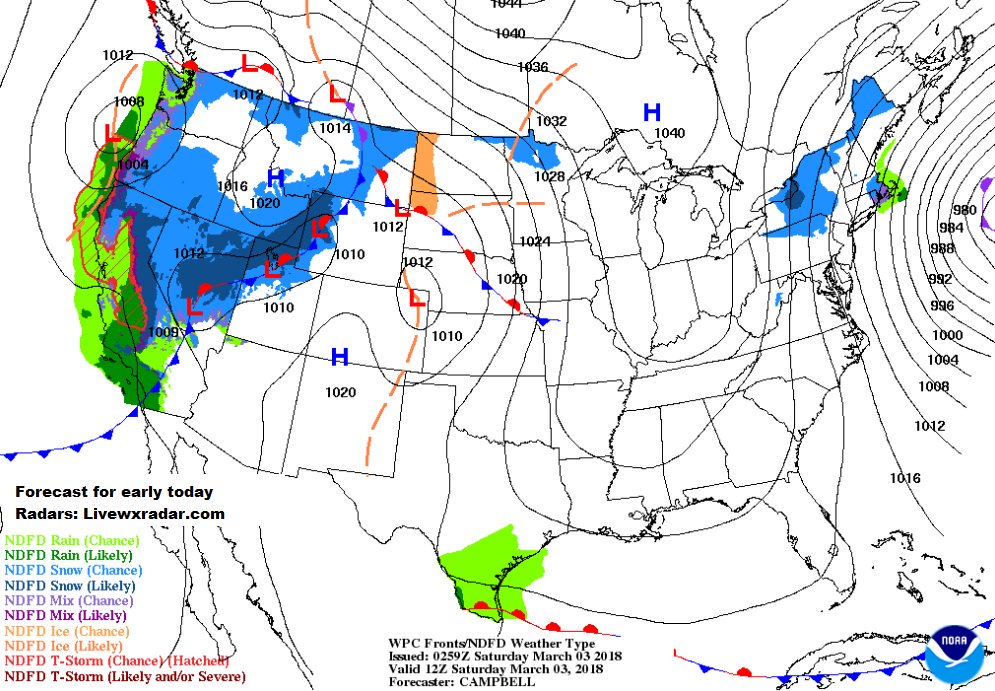 1044
1040
1012
1036
L
L
1012
1008
1014
1032
H
1040
L
1004
1016
H
1020
1028
L
1012
L
1012
1010
1024
980
984
988
L
1012
1020
992
L
1009
1010
L
1010
996
1000
H
1004
1020
1008
1012
1016
Forecast for early today
Radars: Livewxradar.com
NDFD Rain (Chance)
NDFD Rain (Likely)
NDFD Snow (Chance)
NDFD Snow (Likely)
NDFD Mix (Chance)
NDFD Mix (Likely)
NDFD Ice (Chance)
NDFD Ice (Likely)
NDFD T-Storm (Chance) (Hatched)
NDFD T-Storm (Likely and/or Severe)
WPC Fronts/NDFD Weather Type
Issued: 0259Z Saturday March 03 2018
Valid 12Z Saturday March 03, 2018
Forecaster: CAMPBELL
NOAA